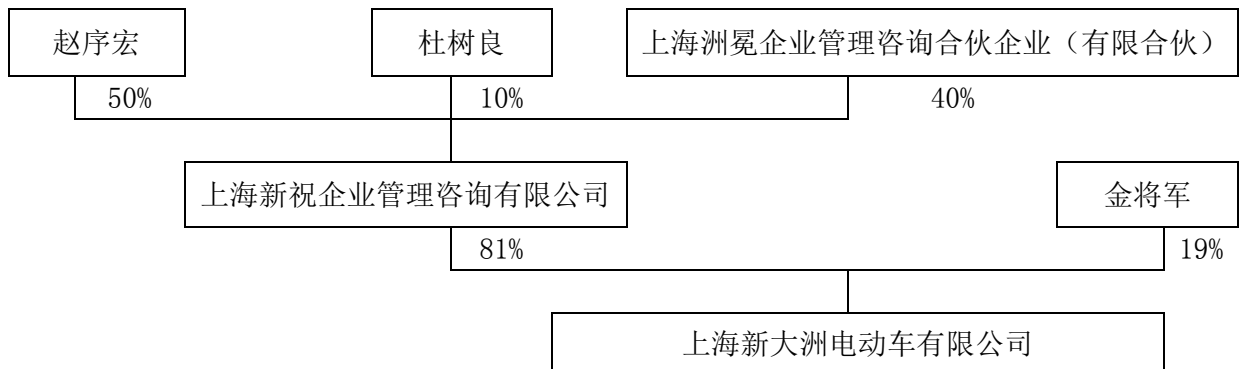 赵序宏
杜树良
上海洲冕企业管理咨询合伙企业（有限合伙）
50%
10%
40%
上海新祝企业管理咨询有限公司
金将军
81%
19%
上海新大洲电动车有限公司